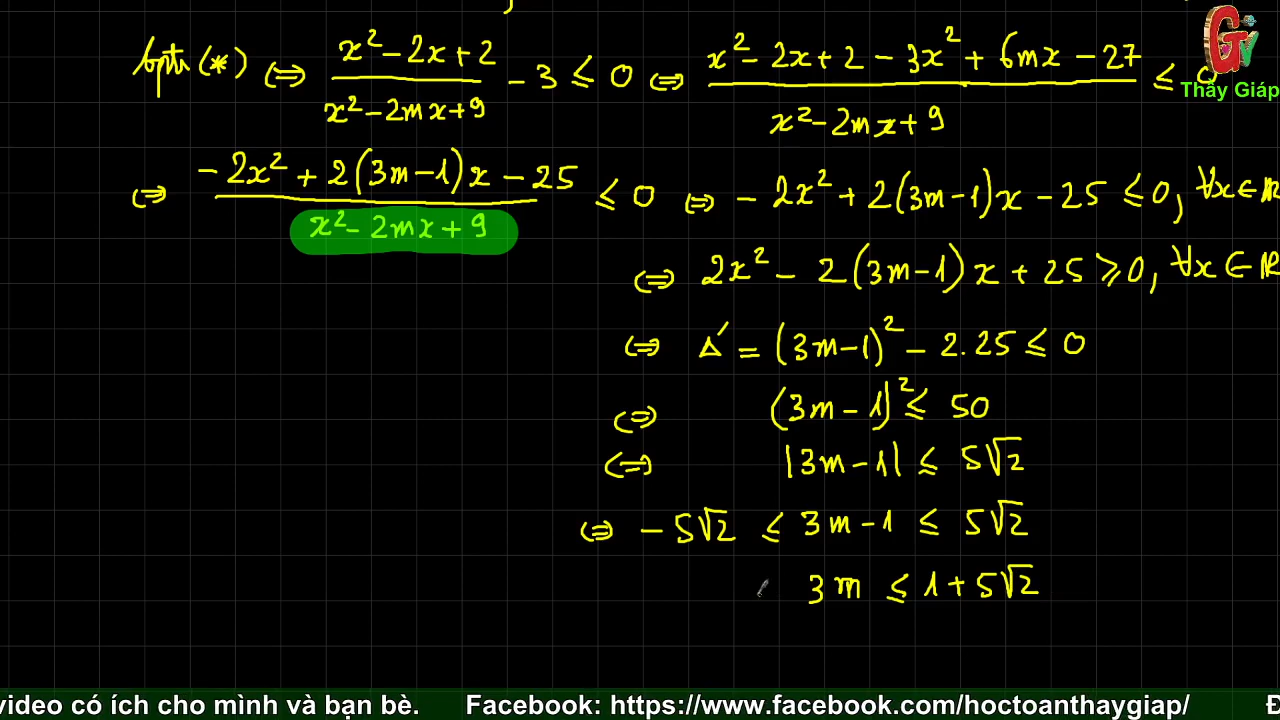 bptr (*) ⇔ (x² - 2x + 2)/(x² - 2mx + 9) - 3 ≤ 0 ⇔ (x² - 2x + 2 - 3x² + 6mx - 27)/(x² - 2mx + 9) ≤ 0
Thầy Giáp
⇔ (-2x² + 2(3m-1)x - 25)/(x² - 2mx + 9) ≤ 0 ⇔ -2x² + 2(3m-1)x - 25 ≤ 0, ∀x ∈ ℝ
⇔ 2x² - 2(3m-1)x + 25 ≥ 0, ∀x ∈ ℝ
⇔ Δ' = (3m-1)² - 2.25 ≤ 0
⇔ (3m-1)² ≤ 50
⇔ |3m-1| ≤ 5√2
⇔ -5√2 ≤ 3m-1 ≤ 5√2
3m ≤ 1 + 5√2
video có ích cho mình và bạn bè. Facebook: https://www.facebook.com/hoctoanthaygiap/ Đ